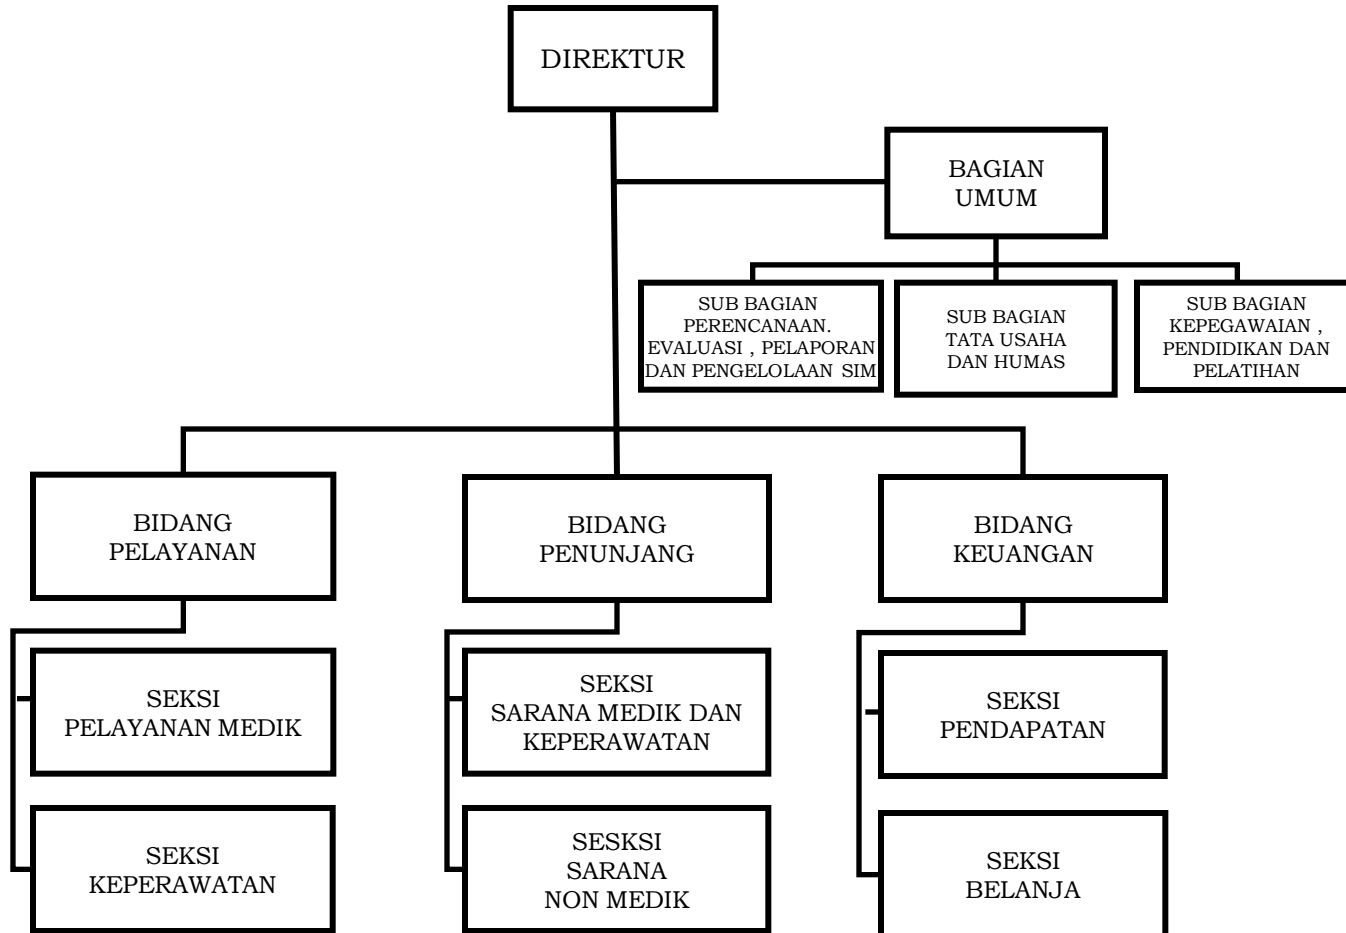 DIREKTUR
BAGIAN
UMUM
SUB BAGIAN
PERENCANAAN.
EVALUASI , PELAPORAN
DAN PENGELOLAAN SIM
SUB BAGIAN
TATA USAHA
DAN HUMAS
SUB BAGIAN
KEPEGAWAIAN ,
PENDIDIKAN DAN
PELATIHAN
BIDANG
PELAYANAN
BIDANG
PENUNJANG
BIDANG
KEUANGAN
SEKSI
PELAYANAN MEDIK
SEKSI
SARANA MEDIK DAN
KEPERAWATAN
SEKSI
PENDAPATAN
SEKSI
KEPERAWATAN
SESKSI
SARANA
NON MEDIK
SEKSI
BELANJA